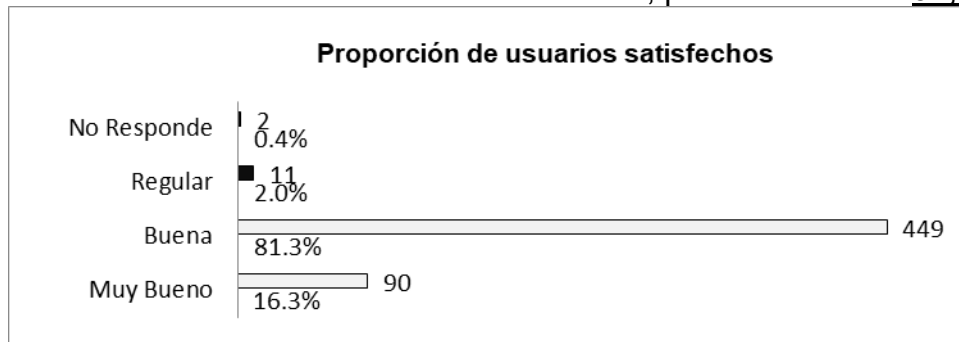 Proporción de usuarios satisfechos
No Responde
2
0.4%
Regular
11
2.0%
Buena
449
81.3%
Muy Bueno
90
16.3%